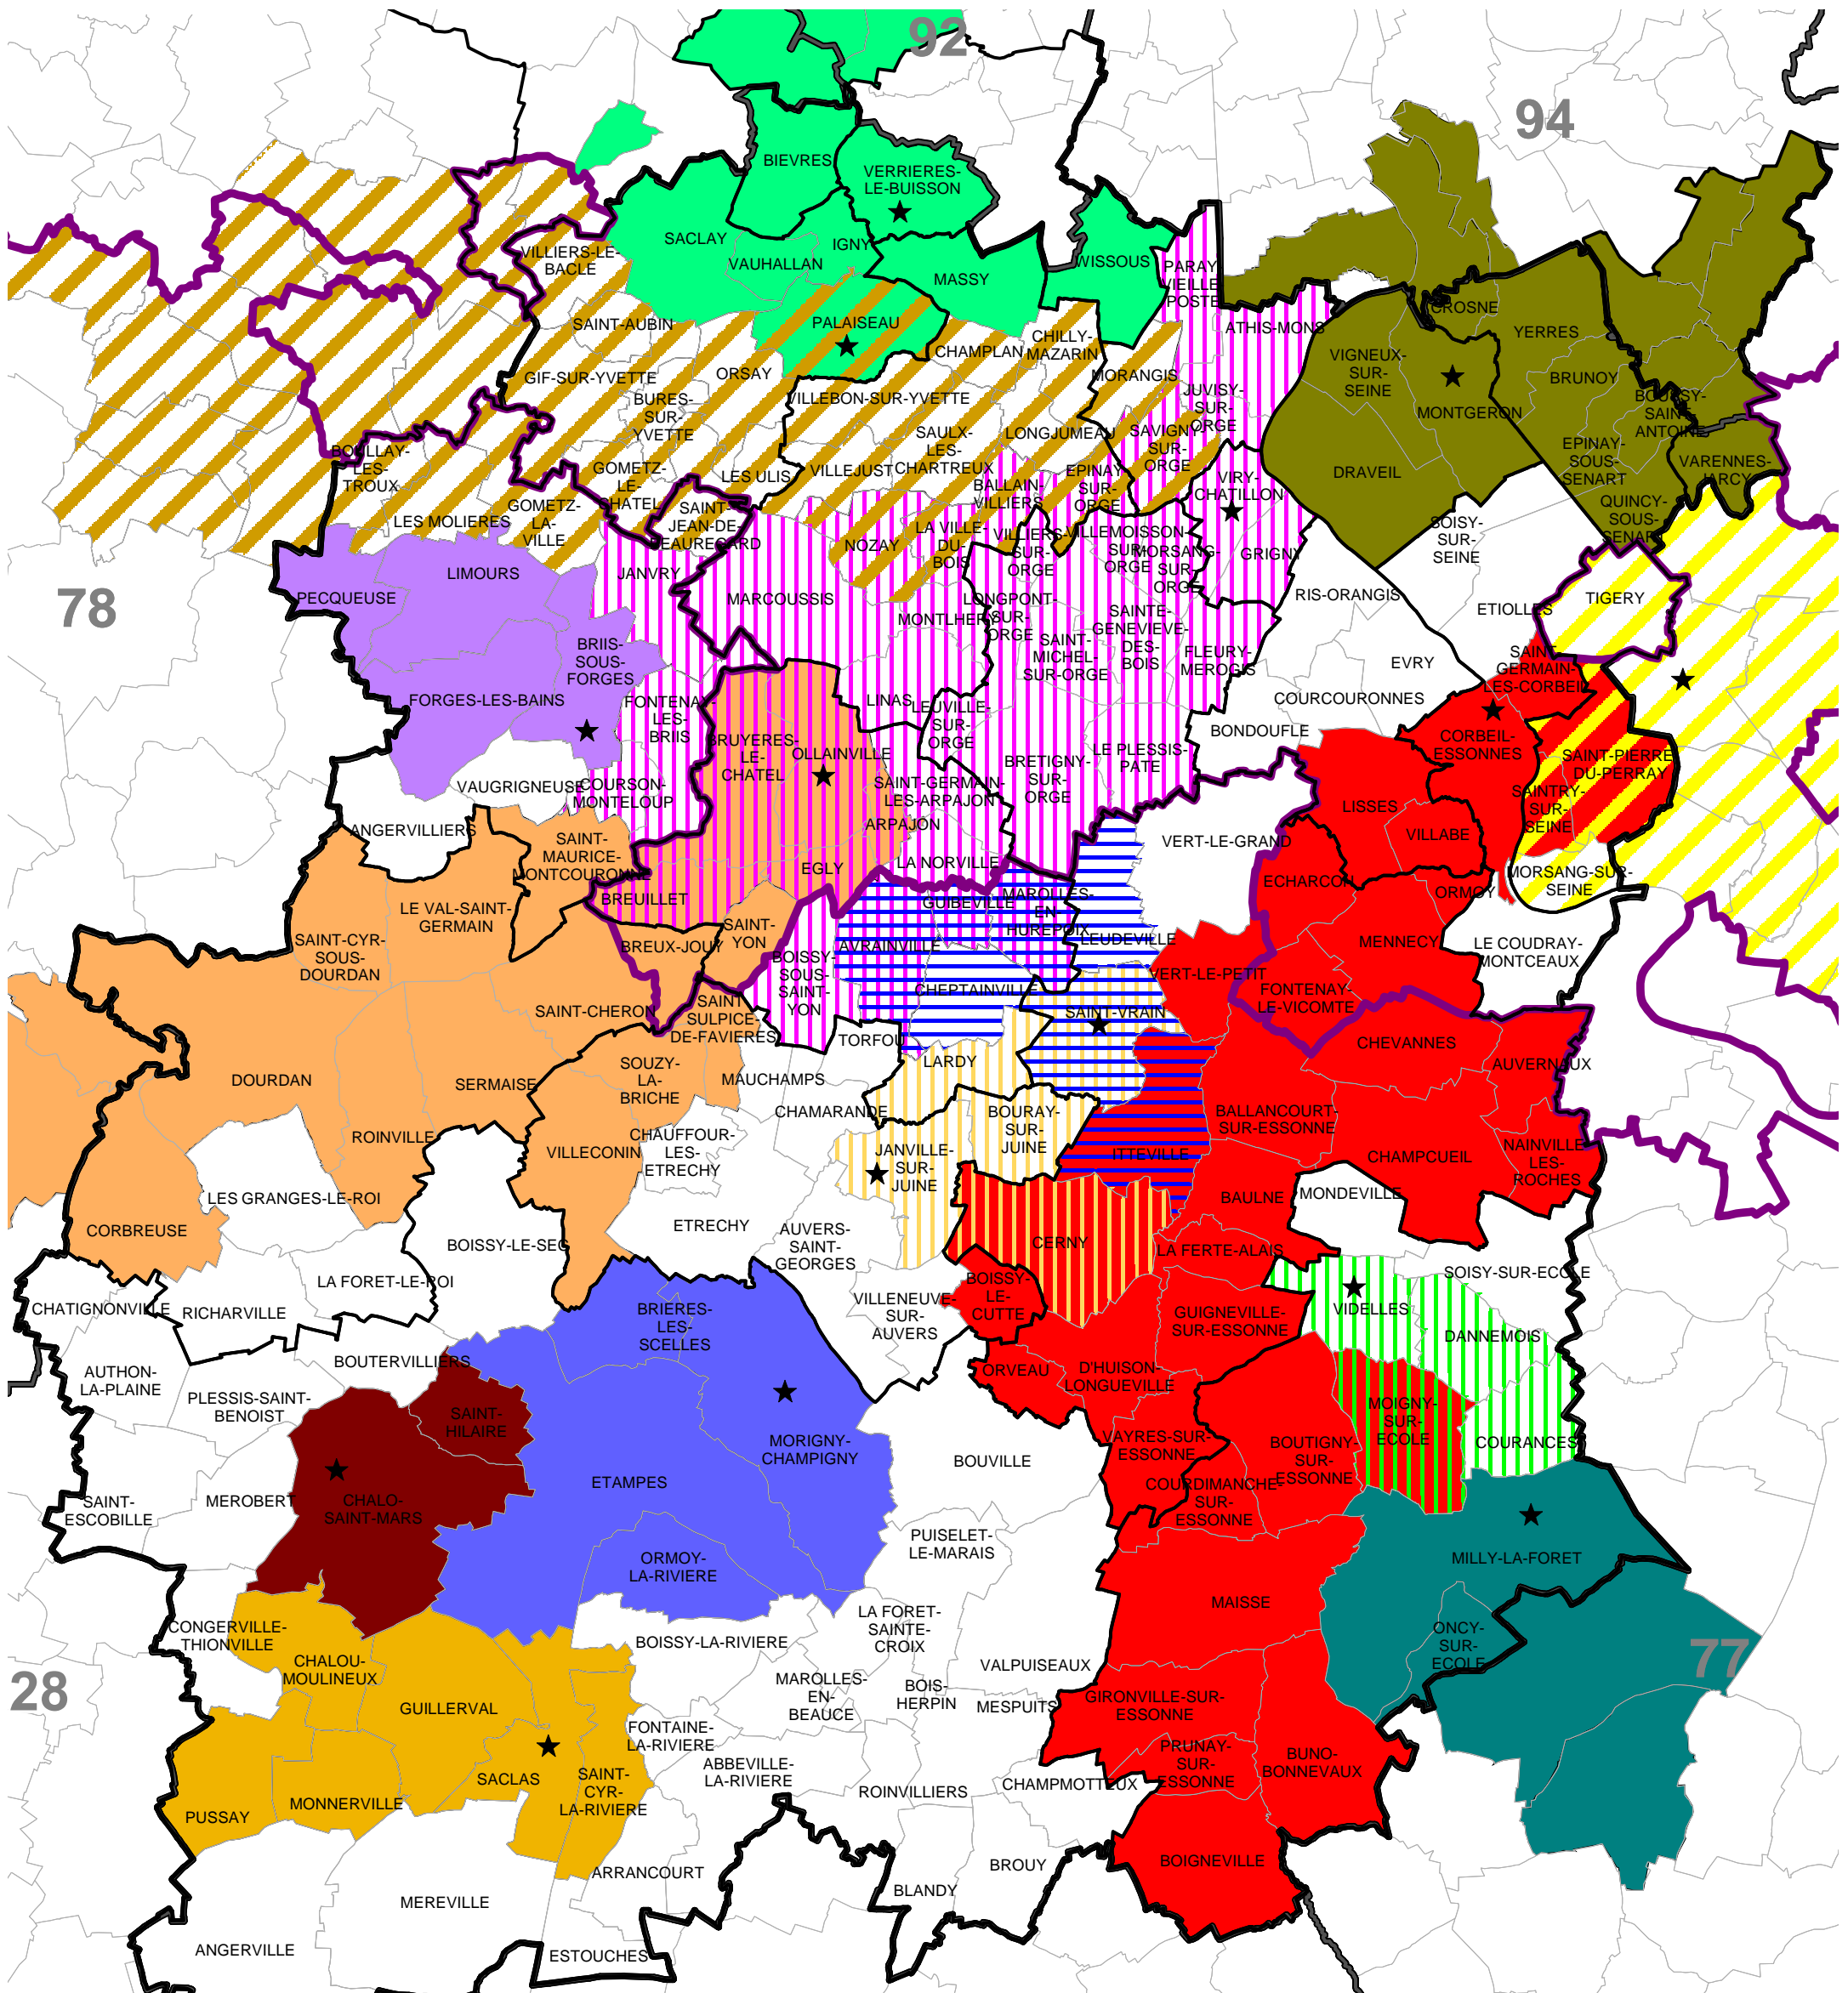 92
94
BIEVRES
VERRIERES-
LE-BUISSON
SACLAY
IGNY
VAUHALLAN
VILLIERS-LE-
BACLE
MASSY
WISSOUS
PARAY
VIEILLE
POSTE
SAINT-AUBIN
PALAISEAU
ATHIS-MONS
CROSNE
YERRES
CHAMPLAN
CHILLY-
MAZARIN
VIGNEUX-
SUR-
SEINE
ORSAY
MORANGIS
BRUNOY
GIF-SUR-YVETTE
BURES-
SUR-
YVETTE
VILLEBON-SUR-YVETTE
JUVISY-
SUR-
ORGE
MONTGERON
BOUSSY-
SAINT-
ANTOINE
SAULX-
LES-
CHARTREUX
LONGJUMEAU
SAVIGNY-
SUR-
ORGE
EPINAY-
SOUS-
SENART
VARENNES-
JARCY
BOULLAY-
LES-
TROUX
GOMETZ-
LE-
CHATEL
LES ULIS
VILLEJUST
BALLAIN-
VILLIERS
EPINAY-
SUR-
ORGE
VIRY-
CHATILLON
DRAVEIL
QUINCY-
SOUS-
SENART
LES MOLIERES
GOMETZ-
LA-
VILLE
SAINT-
JEAN-DE-
BEAUREGARD
NOZAY
LA VILLE-
DU-
BOIS
VILLIERS-
SUR-
ORGE
VILLEMOISSON-
SUR-
ORGE
MORSANG-
SUR-
ORGE
GRIGNY
SOISY-
SUR-
SEINE
78
LIMOURS
PECQUEUSE
JANVRY
MARCOUSSIS
MONTLHERY
LONGPONT-
SUR-
ORGE
SAINTE-
GENEVIEVE-
DES-
BOIS
RIS-ORANGIS
ETIOLLES
TIGERY
BRIIS-
SOUS-
FORGES
SAINT-
MICHEL-
SUR-ORGE
FLEURY-
MEROGIS
EVRY
SAINT-
GERMAIN-
LES-CORBEIL
FORGES-LES-BAINS
FONTENAY-
LES-
BRIIS
LINAS
LEUVILLE-
SUR-
ORGE
COURCOURONNES
BONDOUFLE
BRUYERES-
LE-
CHATEL
OLLAINVILLE
BRETIGNY-
SUR-
ORGE
LE PLESSIS-
PATE
CORBEIL-
ESSONNES
SAINT-PIERRE
DU-PERRAY
VAUGRIGNEUSE
COURSON-
MONTELOUP
SAINT-GERMAIN-
LES-ARPAJON
LISSES
SAINTRY-
SUR-
SEINE
ANGERVILLIERS
SAINT-
MAURICE-
MONTCOURONNE
ARPAJON
VILLABE
VERT-LE-GRAND
EGLY
LA NORVILLE
ECHARCON
ORMOY
MORSANG-SUR-
SEINE
BREUILLET
GUIBEVILLE
MAROLLES-
EN-
HUREPOIX
LE VAL-SAINT-
GERMAIN
SAINT-CYR-
SOUS-
DOURDAN
BREUX-JOUY
SAINT-
YON
AVRAINVILLE
LEUDEVILLE
MENNECY
LE COUDRAY-
MONTCEAUX
BOISSY-
SOUS-
SAINT-
YON
CHEPTAINVILLE
VERT-LE-PETIT
FONTENAY-
LE-VICOMTE
SAINT-CHERON
SAINT
SULPICE-
DE-FAVIERES
SAINT-VRAIN
TORFOU
CHEVANNES
LARDY
AUVERNAUX
DOURDAN
SERMAISE
SOUZY-
LA-
BRICHE
MAUCHAMPS
CHAMARANDE
BOURAY-
SUR-
JUINE
BALLANCOURT-
SUR-ESSONNE
ROINVILLE
VILLECONIN
CHAUFFOUR-
LES-
ETRECHY
JANVILLE-
SUR-
JUINE
ITTEVILLE
CHAMPCUEIL
NAINVILLE
LES-
ROCHES
LES GRANGES-LE-ROI
CORBREUSE
BAULNE
MONDEVILLE
ETRECHY
AUVERS-
SAINT-
GEORGES
BOISSY-LE-SEC
CERNY
LA FERTE-ALAIS
LA FORET-LE-ROI
BOISSY-
LE-
CUTTE
SOISY-SUR-ECOLE
CHATIGNONVILLE
RICHARVILLE
BRIERES-
LES-
SCELLES
VILLENEUVE-
SUR-
AUVERS
GUIGNEVILLE-
SUR-ESSONNE
VIDELLES
DANNEMOIS
BOUTERVILLIERS
AUTHON-
LA-PLAINE
ORVEAU
D'HUISON-
LONGUEVILLE
PLESSIS-SAINT-
BENOIST
SAINT-
HILAIRE
MOIGNY-
SUR-
ECOLE
MORIGNY-
CHAMPIGNY
VAYRES-SUR-
ESSONNE
BOUTIGNY-
SUR-
ESSONNE
COURANCES
BOUVILLE
ETAMPES
COURDIMANCHE-
SUR-
ESSONNE
SAINT-
ESCOBILLE
MEROBERT
CHALO-
SAINT-MARS
PUISELET-
LE-MARAIS
MILLY-LA-FORET
ORMOY-
LA-RIVIERE
MAISSE
LA FORET-
SAINTE-
CROIX
CONGERVILLE-
THIONVILLE
BOISSY-LA-RIVIERE
ONCY-
SUR-
ECOLE
77
28
CHALOU-
MOULINEUX
VALPUISEAUX
MAROLLES-
EN-
BEAUCE
BOIS-
HERPIN
MESPUITS
GUILLERVAL
GIRONVILLE-SUR-
ESSONNE
FONTAINE-
LA-RIVIERE
PRUNAY-
SUR-
ESSONNE
BUNO-
BONNEVAUX
SACLAS
SAINT-
CYR-
LA-RIVIERE
ABBEVILLE-
LA-RIVIERE
ROINVILLIERS
CHAMPMOTTEUX
PUSSAY
MONNERVILLE
ARRANCOURT
BROUY
BOIGNEVILLE
BLANDY
MEREVILLE
ANGERVILLE
ESTOUCHES